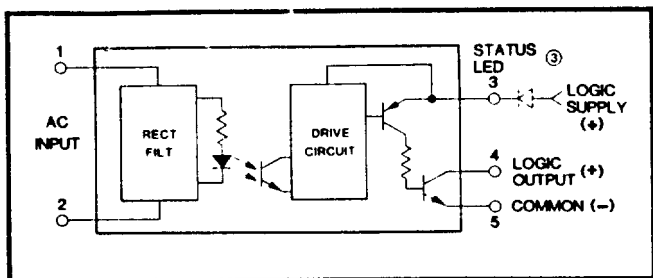 1
AC
INPUT
2
RECT
FILT
DRIVE
CIRCUIT
STATUS
LED ③
3
LOGIC
SUPPLY
(+)
4
LOGIC
OUTPUT (+)
COMMON (−)
5